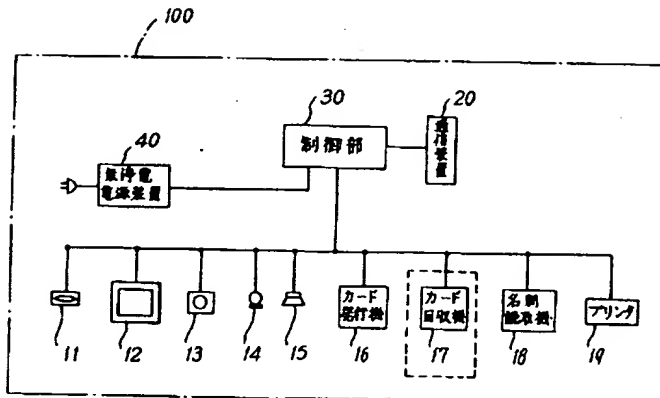 100
30
20
制御部
通信装置
40
無停電
電源装置
カード
発行機
カード
回収機
名刺
読取機
プリンタ
11
12
13
14
15
16
17
18
19